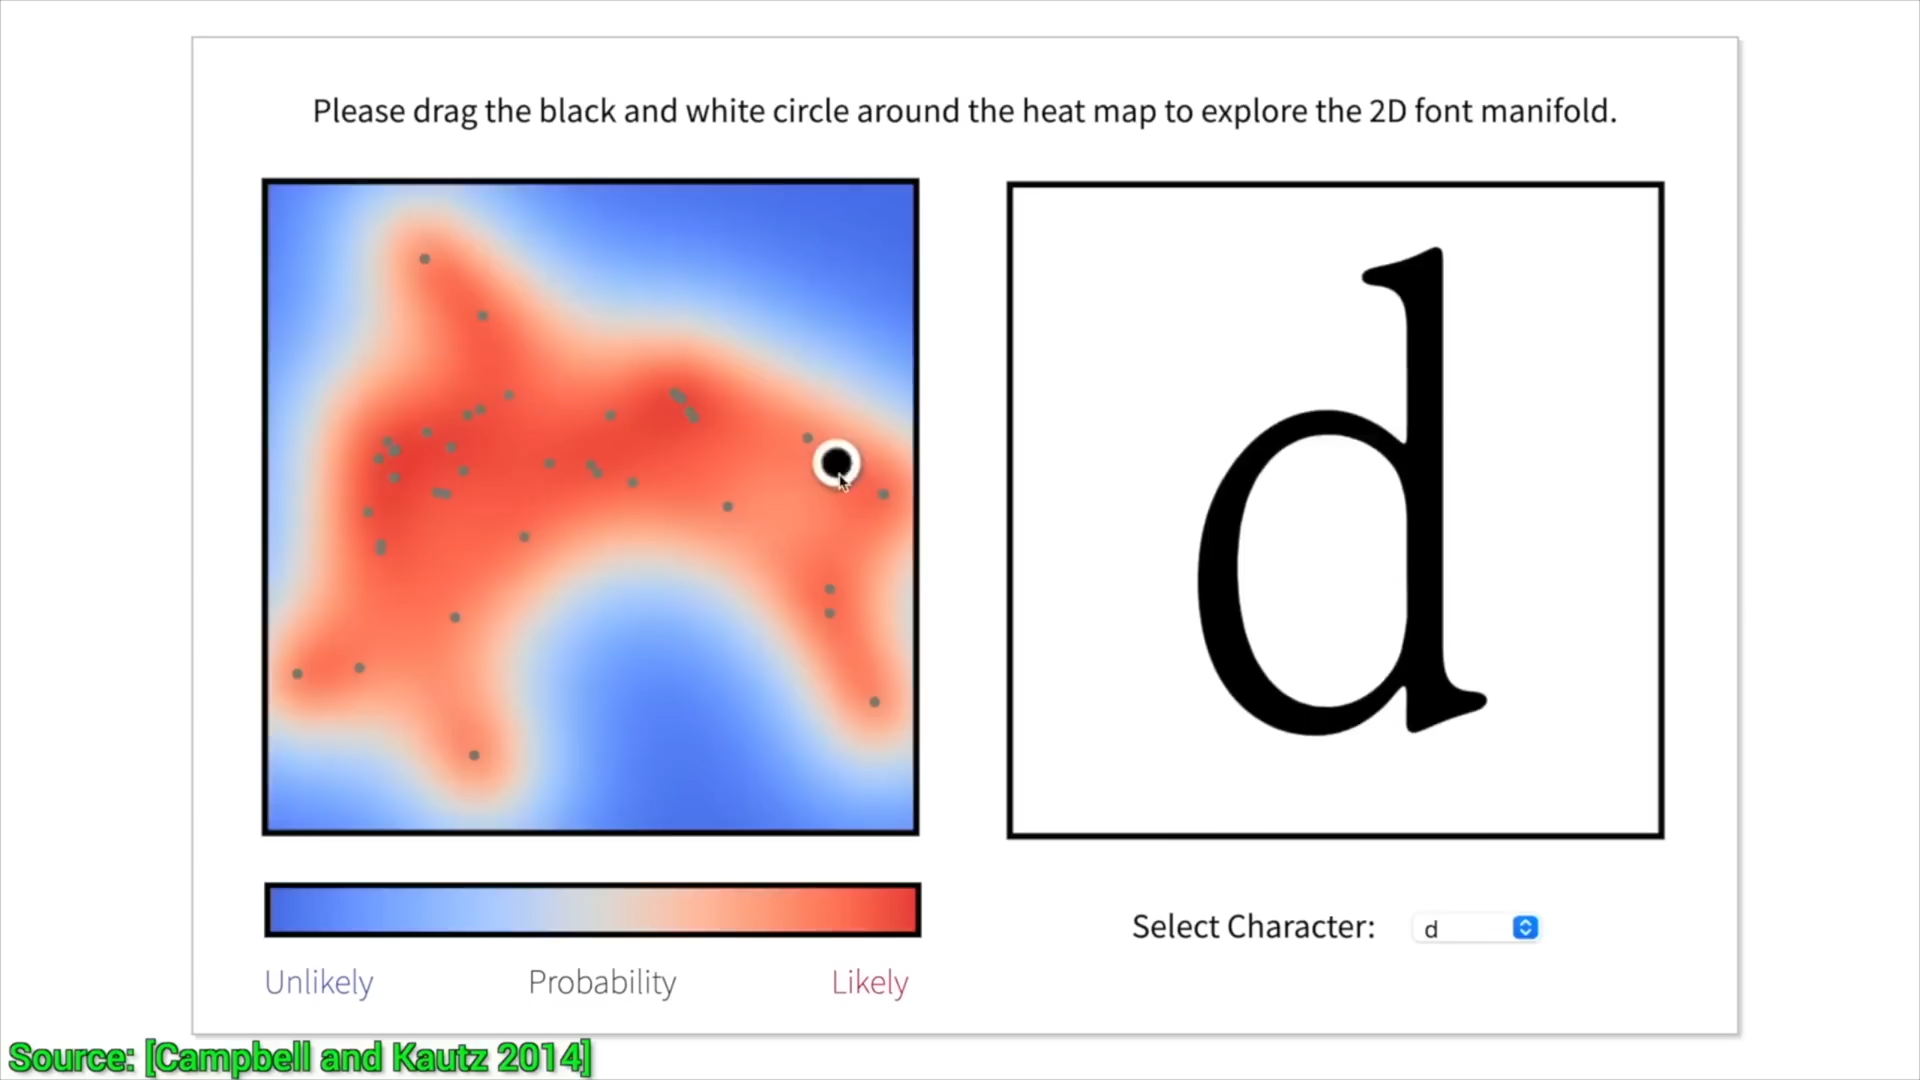 Please drag the black and white circle around the heat map to explore the 2D font manifold.
d
Select Character: d
Unlikely Probability Likely
Source: [Campbell and Kautz 2014]